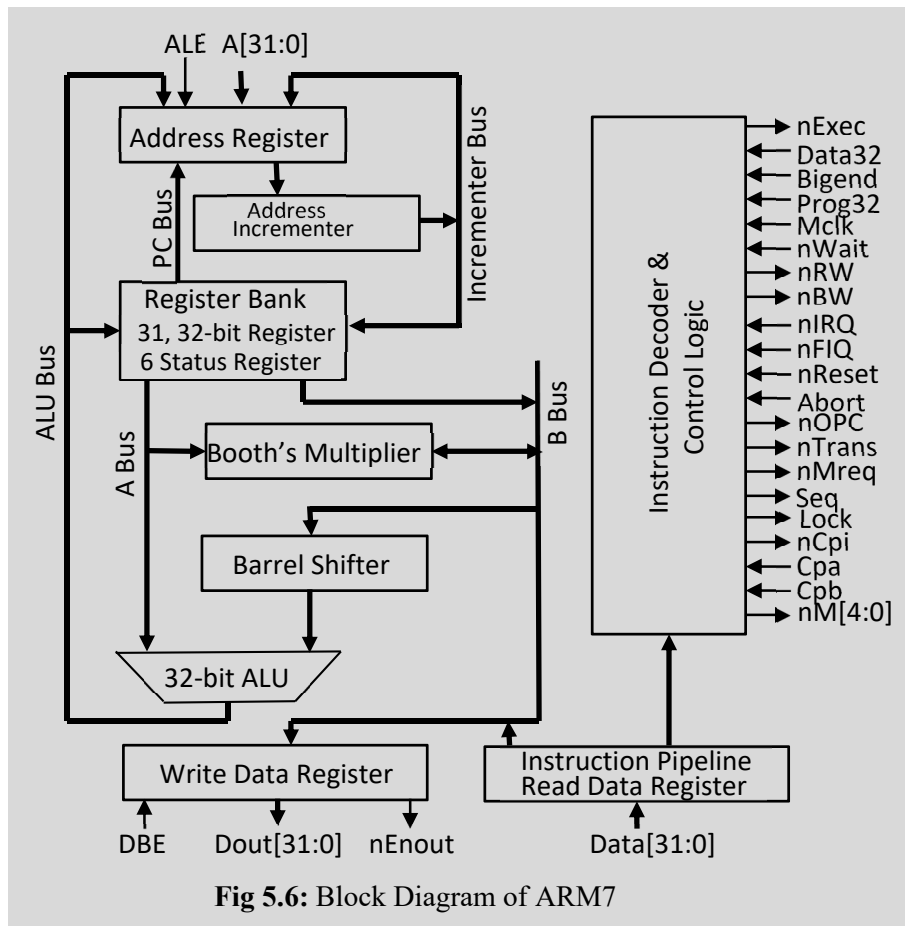 ALE A[31:0]
Address Register
Address
Incrementer
PC Bus
Incrementer Bus
Register Bank
31, 32-bit Register
6 Status Register
ALU Bus
A Bus
B Bus
Booth's Multiplier
Barrel Shifter
32-bit ALU
Write Data Register
DBE Dout[31:0] nEnout
Instruction Decoder &
Control Logic
nExec
Data32
Bigend
Prog32
Mclk
nWait
nRW
nBW
nIRQ
nFIQ
nReset
Abort
nOPC
nTrans
nMreq
Seq
Lock
nCpi
Cpa
Cpb
nM[4:0]
Instruction Pipeline
Read Data Register
Data[31:0]
Fig 5.6: Block Diagram of ARM7